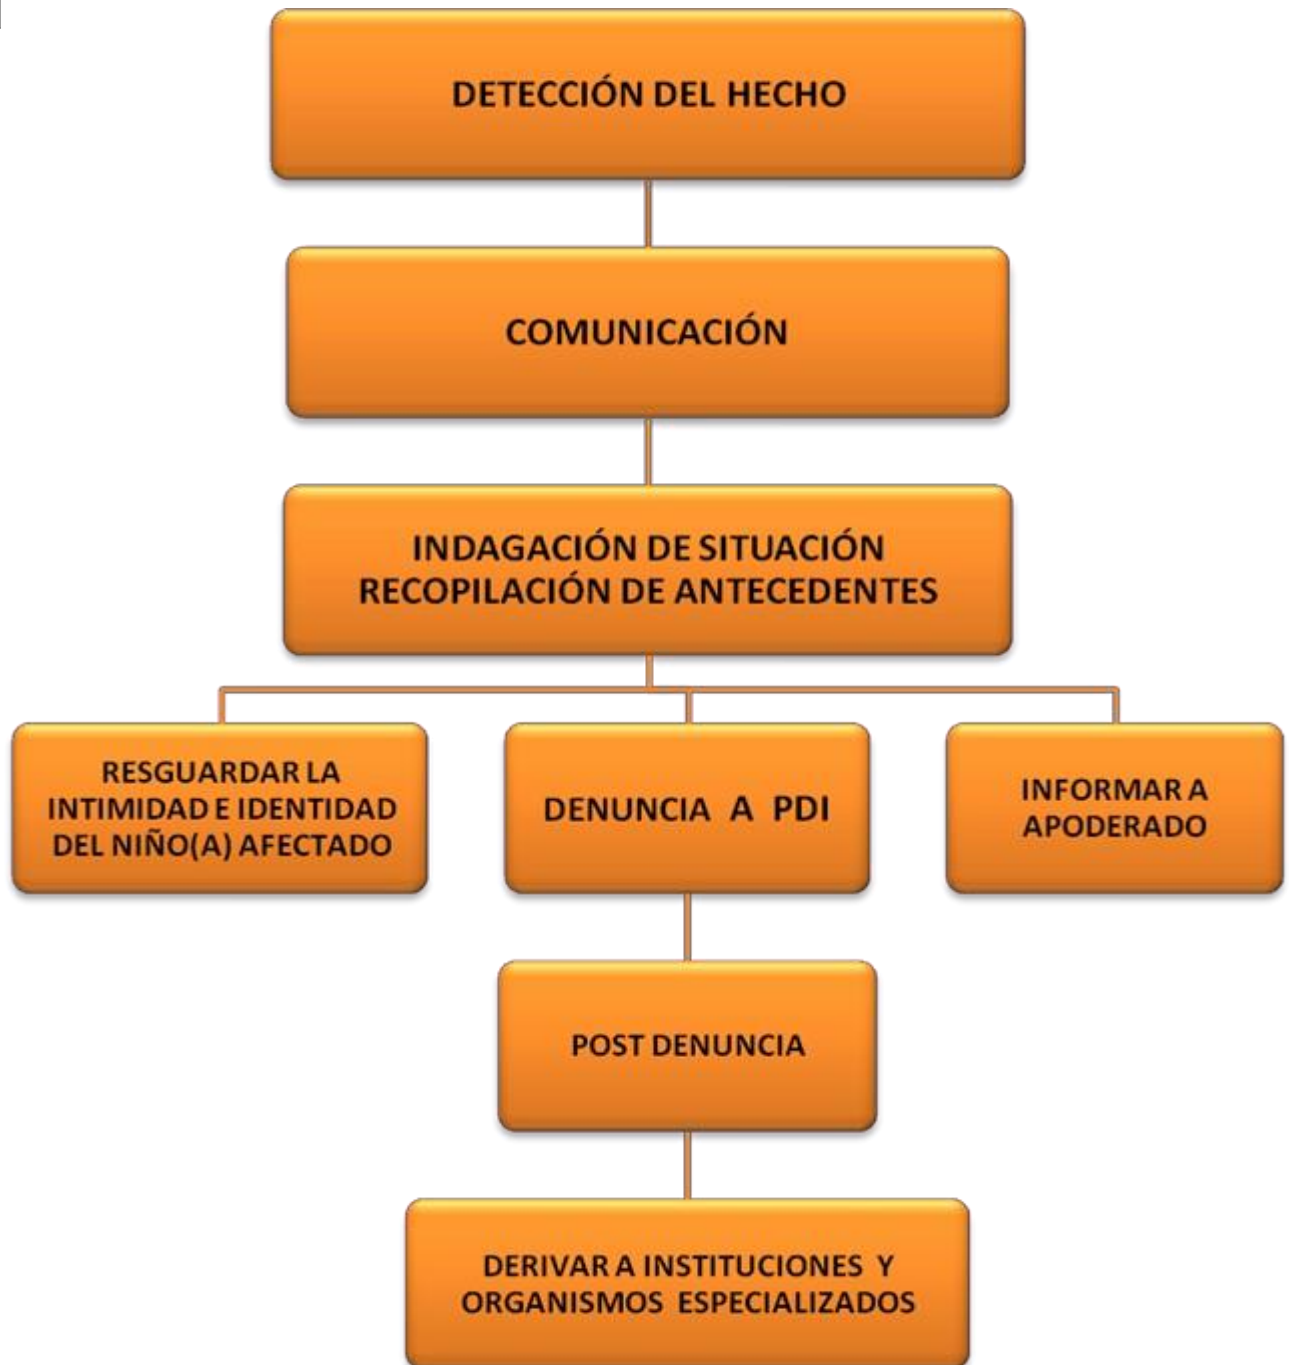 DETECCIÓN DEL HECHO
COMUNICACIÓN
INDAGACIÓN DE SITUACIÓN
RECOPILACIÓN DE ANTECEDENTES
RESGUARDAR LA
INTIMIDAD E IDENTIDAD
DEL NIÑO(A) AFECTADO
DENUNCIA A PDI
INFORMAR A
APODERADO
POST DENUNCIA
DERIVAR A INSTITUCIONES Y
ORGANISMOS ESPECIALIZADOS